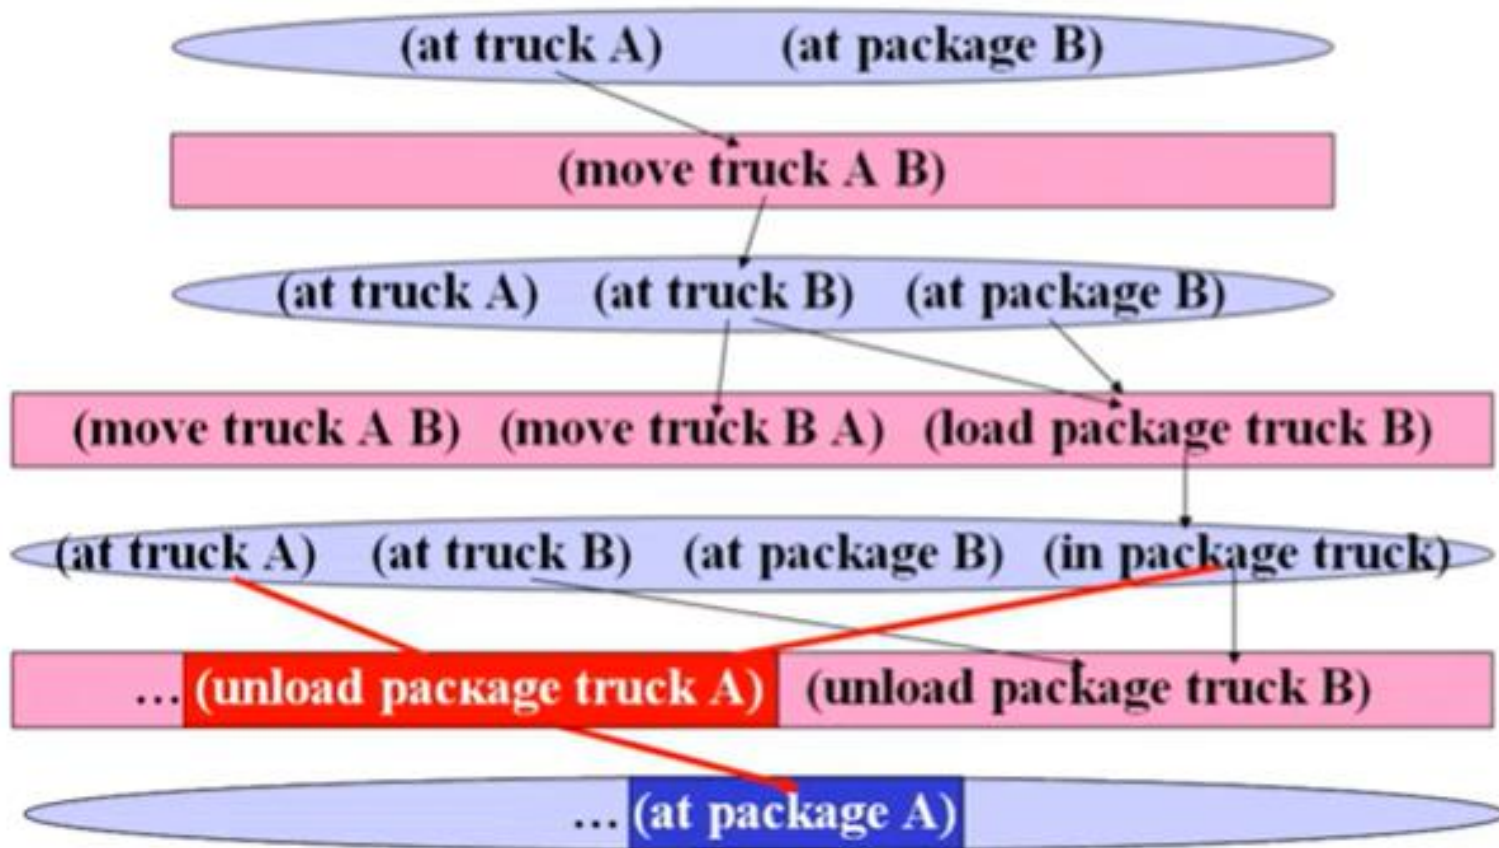 (at truck A) (at package B)
(move truck A B)
(at truck A) (at truck B) (at package B)
(move truck A B) (move truck B A) (load package truck B)
(at truck A) (at truck B) (at package B) (in package truck)
... (unload package truck A) (unload package truck B)
... (at package A)